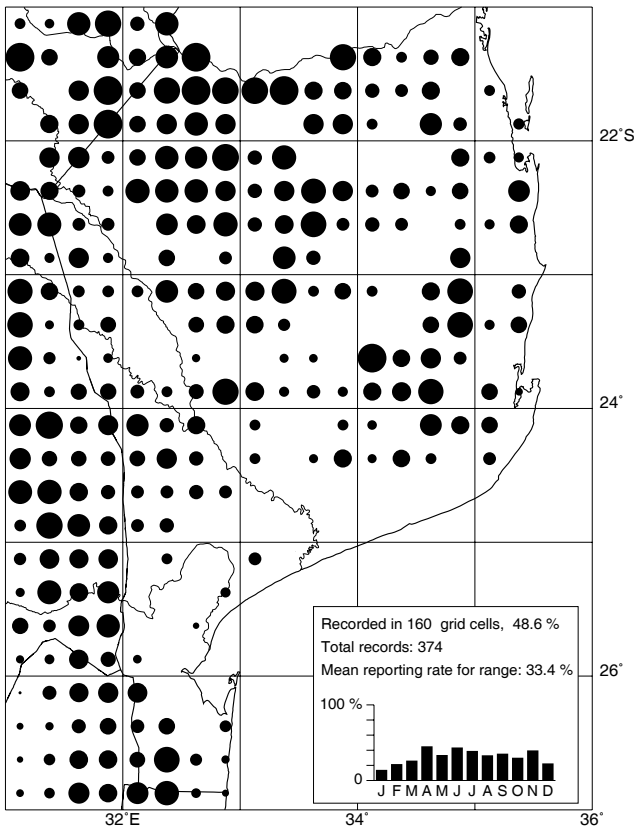 22˚S
24˚
Recorded in 160 grid cells, 48.6 %
Total records: 374
Mean reporting rate for range: 33.4 %
26˚
100 %
0
J F M A M J J A S O N D
32˚E 34˚ 36˚